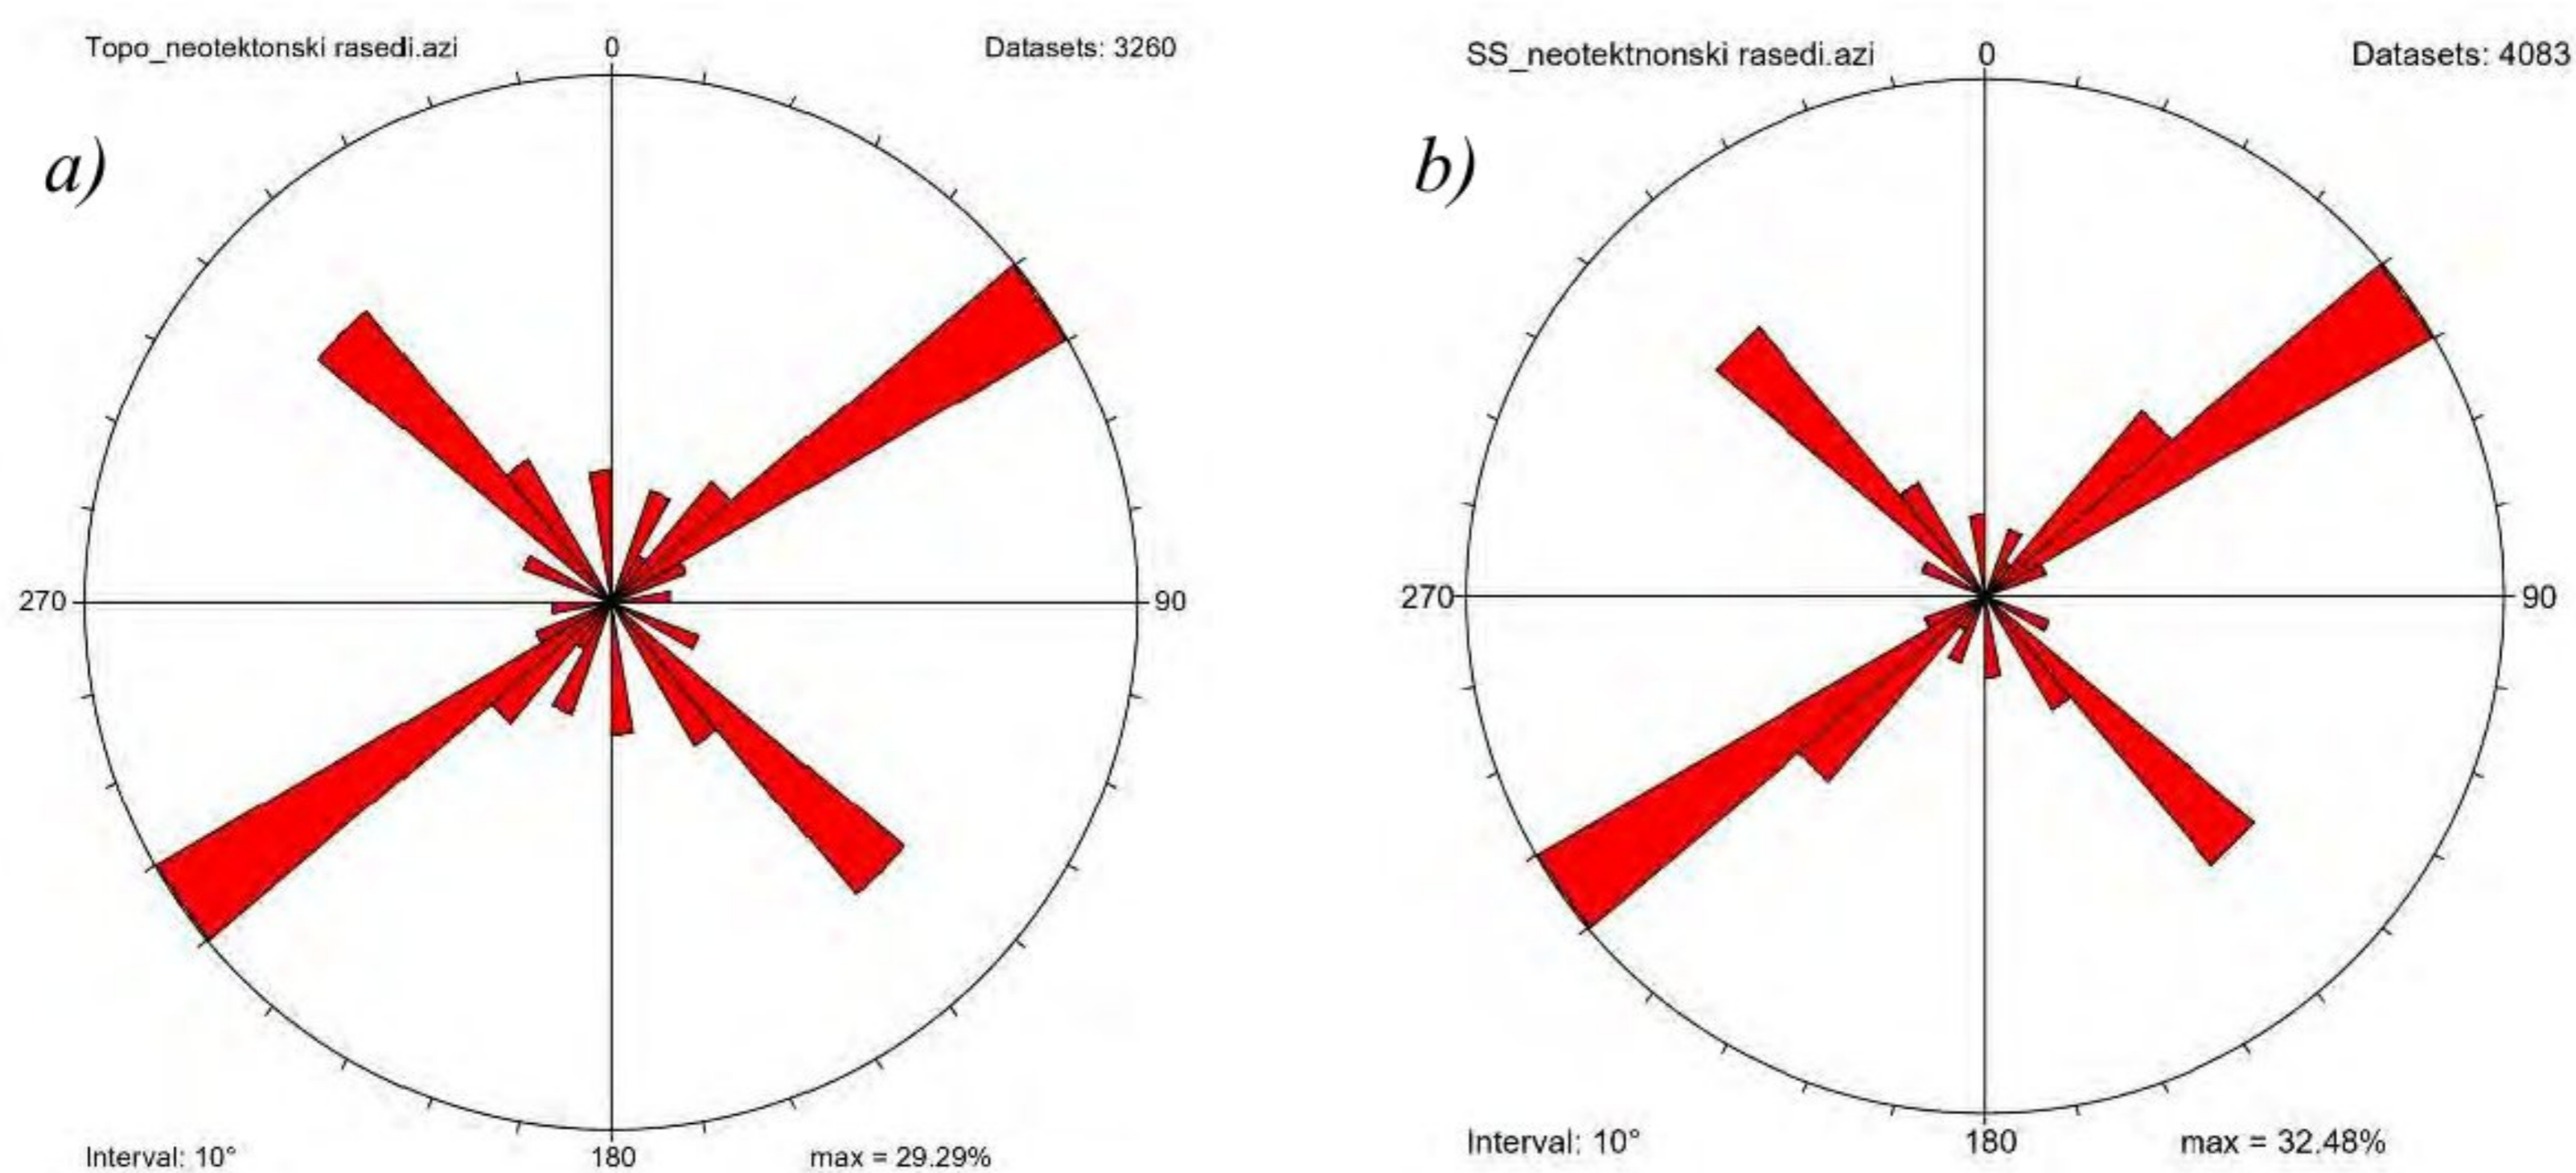 Topo_neotektonski rasedi.azi
0
Datasets: 3260
a)
270
90
Interval: 10°
180
max = 29.29%
SS_neotektnonski rasedi.azi
0
Datasets: 4083
b)
270
90
Interval: 10°
180
max = 32.48%